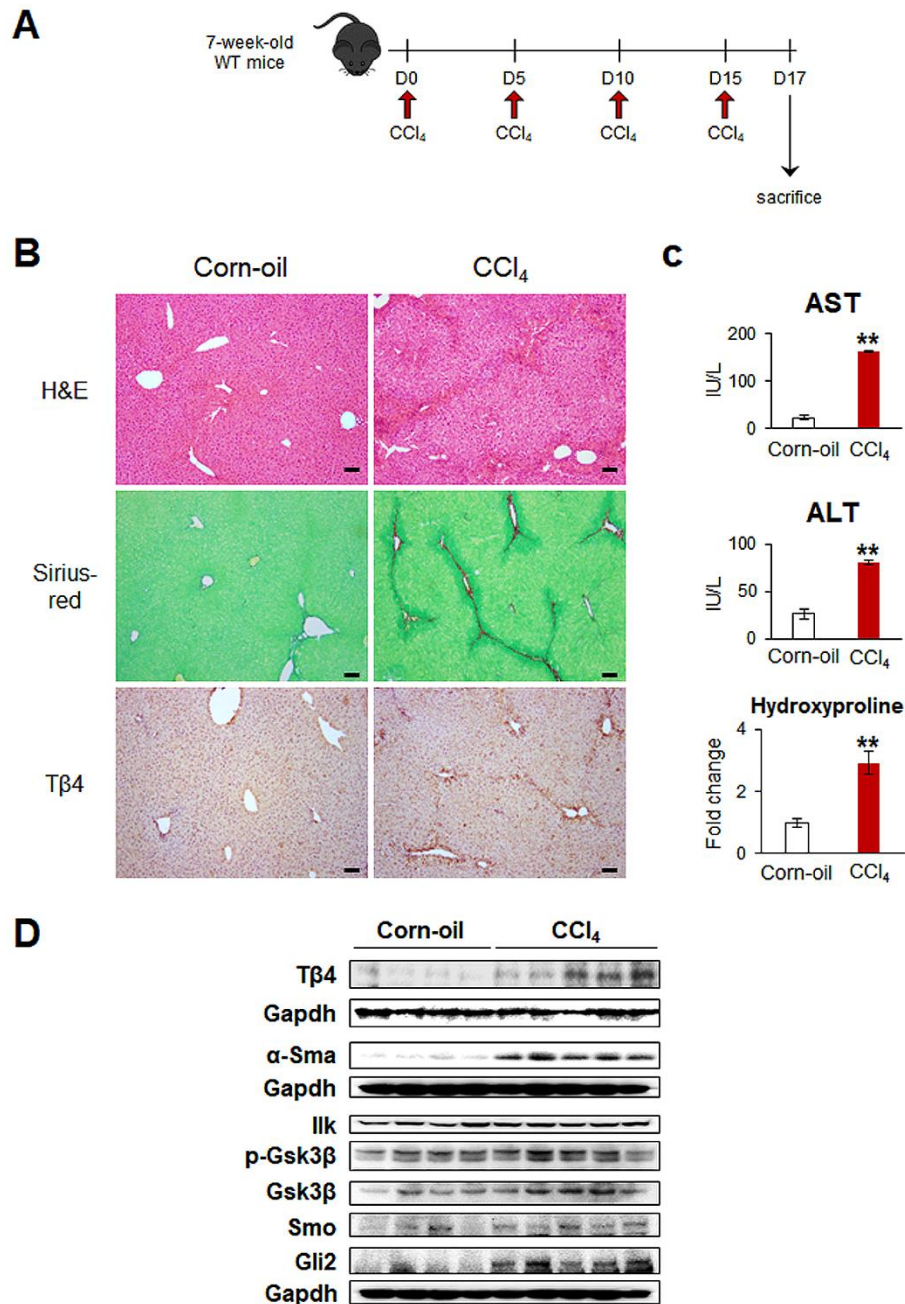 A
7-week-old
WT mice
D0 D5 D10 D15 D17
CCl₄ CCl₄ CCl₄ CCl₄
sacrifice
B
Corn-oil CCl₄
H&E
Sirius-
red
Tβ4
C
AST
200
100
0
IU/L
**
Corn-oil CCl₄
ALT
100
50
0
IU/L
**
Corn-oil CCl₄
Hydroxyproline
4
2
0
Fold change
**
Corn-oil CCl₄
D
Corn-oil CCl₄
Tβ4
Gapdh
α-Sma
Gapdh
Ilk
p-Gsk3β
Gsk3β
Smo
Gli2
Gapdh